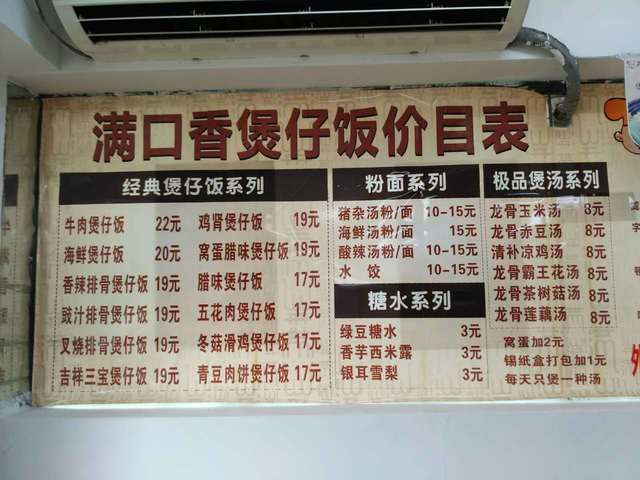 满口香煲仔饭价目表
经典煲仔饭系列
牛肉煲仔饭 22元 鸡肾煲仔饭 19元
海鲜煲仔饭 20元 窝蛋腊味煲仔饭 19元
香辣排骨煲仔饭 19元 腊味煲仔饭 17元
豉汁排骨煲仔饭 19元 五花肉煲仔饭 17元
叉烧排骨煲仔饭 19元 冬菇滑鸡煲仔饭 17元
吉祥三宝煲仔饭 19元 青豆肉饼煲仔饭 17元
粉面系列
猪杂汤粉/面 10-15元
海鲜汤粉/面 15元
酸辣汤粉/面 10-15元
水饺 10-15元
糖水系列
绿豆糖水 3元
香芋西米露 3元
银耳雪梨 3元
极品煲汤系列
龙骨玉米汤 8元
龙骨赤豆汤 8元
清补凉鸡汤 8元
龙骨霸王花汤 8元
龙骨茶树菇汤 8元
龙骨莲藕汤 8元
窝蛋加2元
锡纸盒打包加1元
每天只煲一种汤